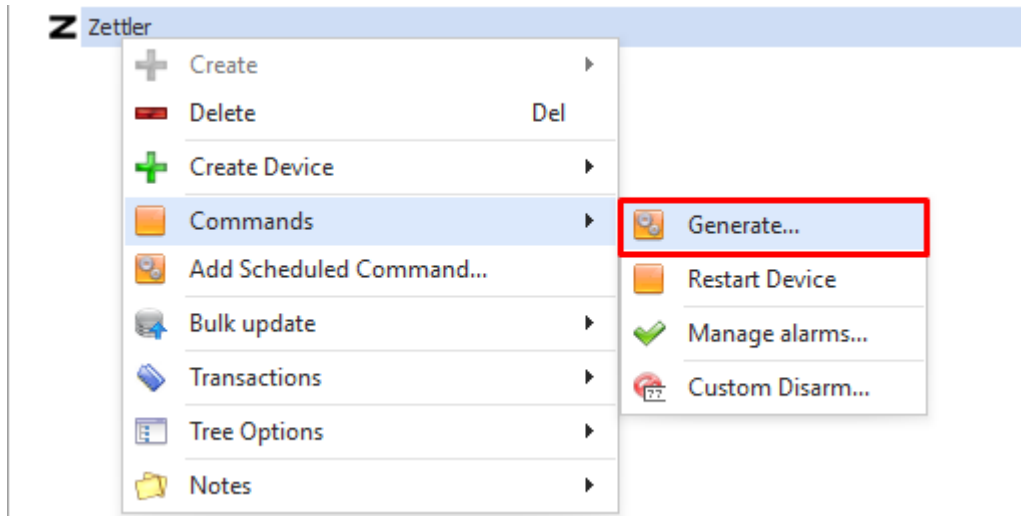 Z Zettler
Create
Delete Del
Create Device
Commands
Generate...
Add Scheduled Command...
Restart Device
Bulk update
Manage alarms...
Transactions
Custom Disarm...
Tree Options
Notes